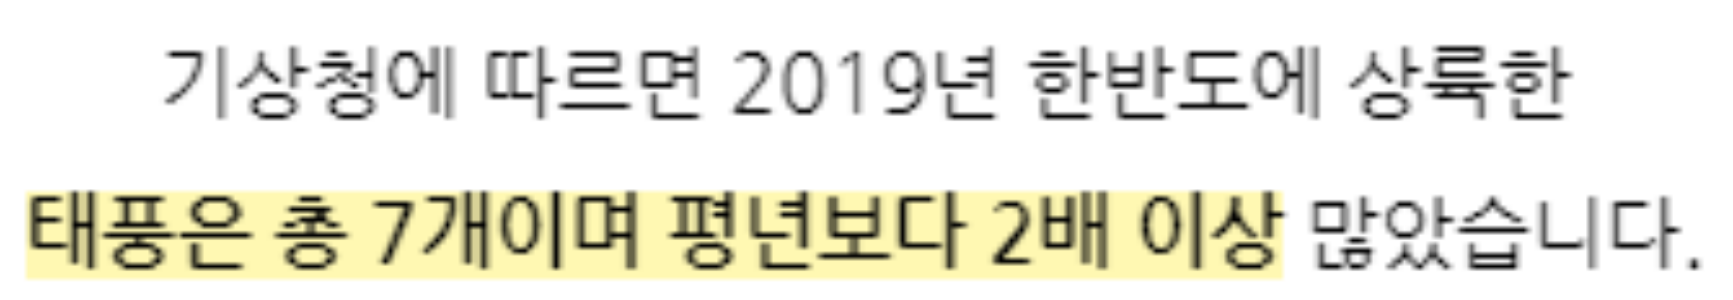 기상청에 따르면 2019년 한반도에 상륙한
태풍은 총 7개이며 평년보다 2배 이상 많았습니다.